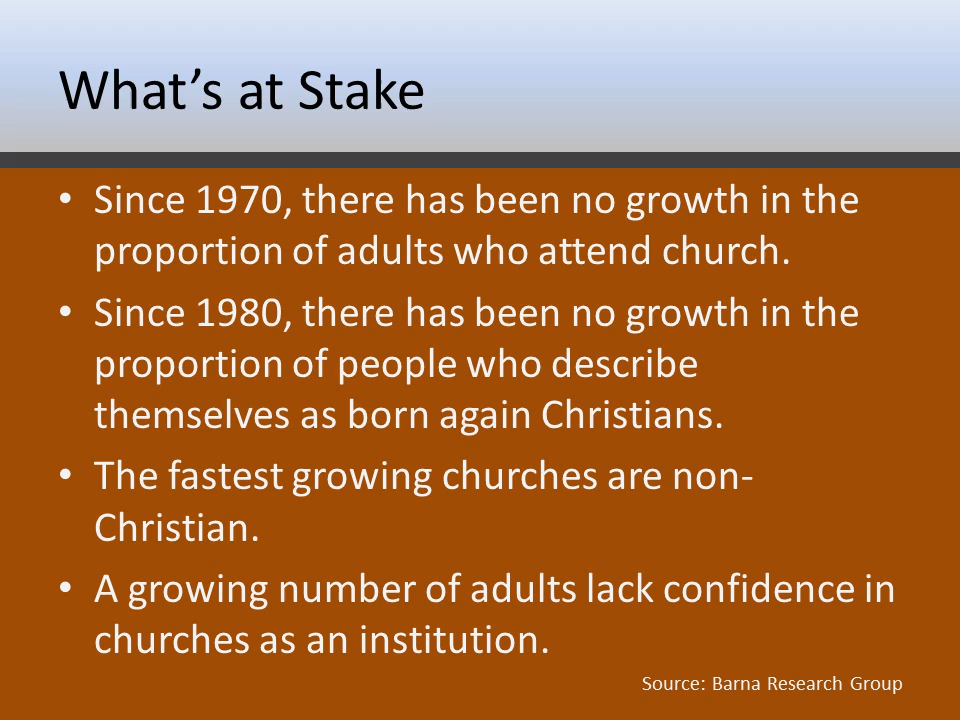 What’s at Stake
• Since 1970, there has been no growth in the
proportion of adults who attend church.
• Since 1980, there has been no growth in the
proportion of people who describe
themselves as born again Christians.
• The fastest growing churches are non-
Christian.
• A growing number of adults lack confidence in
churches as an institution.
Source: Barna Research Group